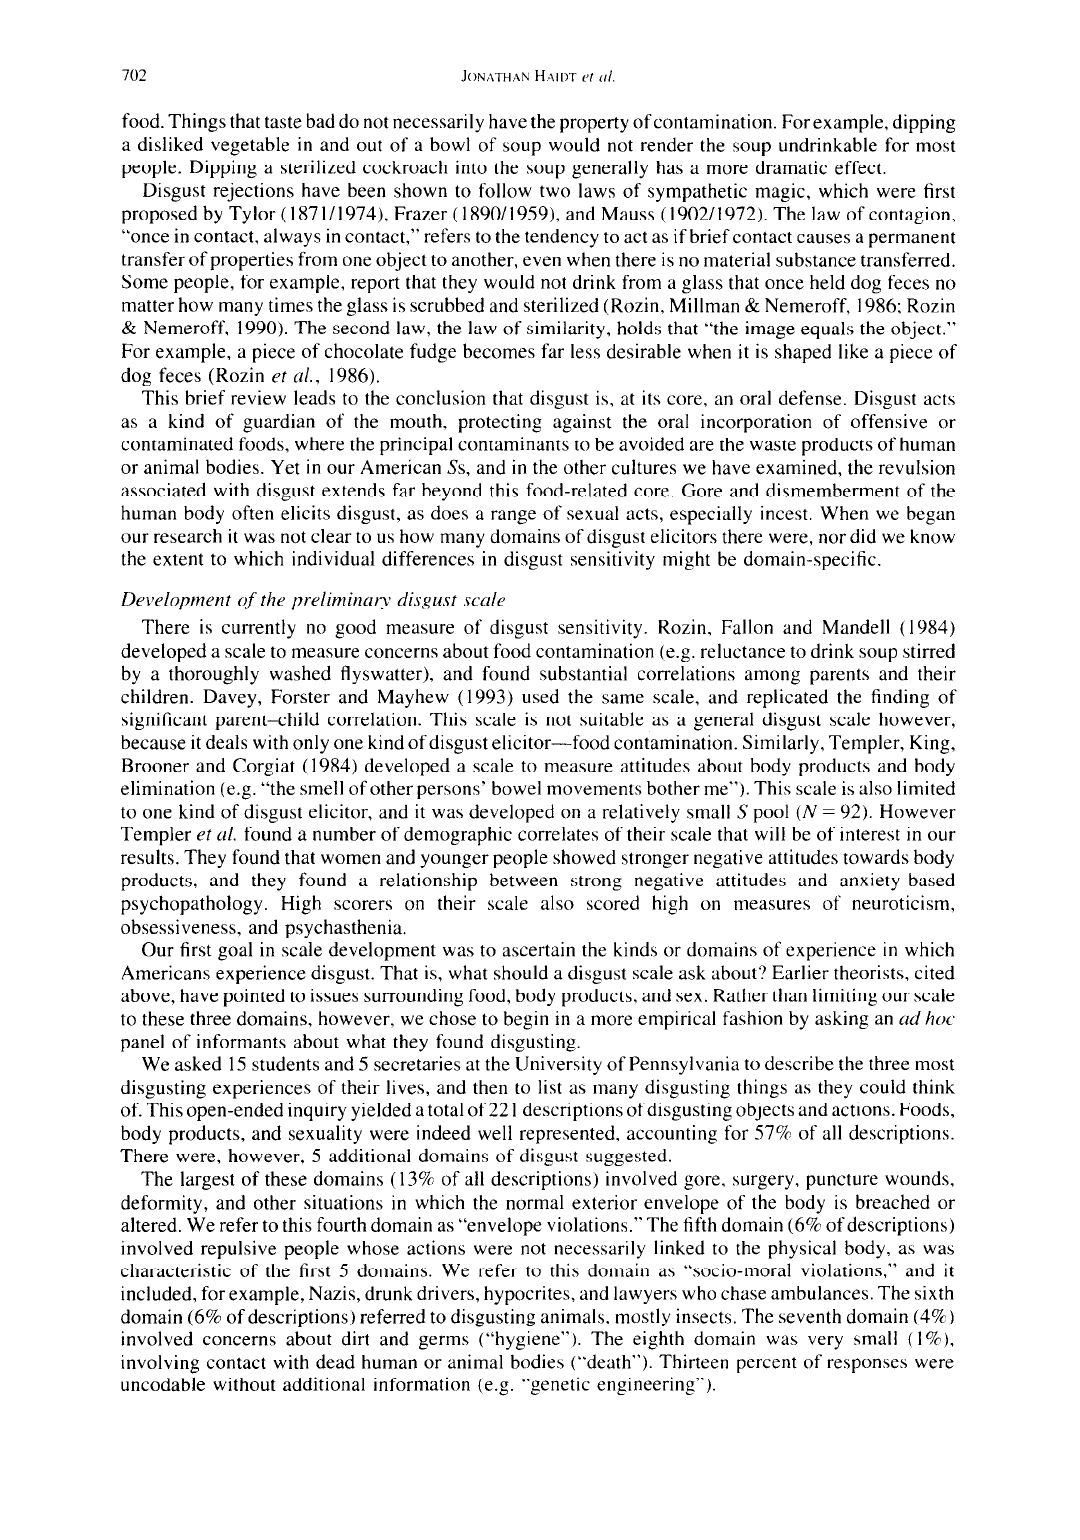 702
JONATHAN HAIDT et al.
food. Things that taste bad do not necessarily have the property of contamination. For example, dipping
a disliked vegetable in and out of a bowl of soup would not render the soup undrinkable for most
people. Dipping a sterilized cockroach into the soup generally has a more dramatic effect.
Disgust rejections have been shown to follow two laws of sympathetic magic, which were first
proposed by Tylor (1871/1974), Frazer (1890/1959), and Mauss (1902/1972). The law of contagion,
“once in contact, always in contact,” refers to the tendency to act as if brief contact causes a permanent
transfer of properties from one object to another, even when there is no material substance transferred.
Some people, for example, report that they would not drink from a glass that once held dog feces no
matter how many times the glass is scrubbed and sterilized (Rozin, Millman & Nemeroff, 1986; Rozin
& Nemeroff, 1990). The second law, the law of similarity, holds that “the image equals the object.”
For example, a piece of chocolate fudge becomes far less desirable when it is shaped like a piece of
dog feces (Rozin et al., 1986).
This brief review leads to the conclusion that disgust is, at its core, an oral defense. Disgust acts
as a kind of guardian of the mouth, protecting against the oral incorporation of offensive or
contaminated foods, where the principal contaminants to be avoided are the waste products of human
or animal bodies. Yet in our American Ss, and in the other cultures we have examined, the revulsion
associated with disgust extends far beyond this food-related core. Gore and dismemberment of the
human body often elicits disgust, as does a range of sexual acts, especially incest. When we began
our research it was not clear to us how many domains of disgust elicitors there were, nor did we know
the extent to which individual differences in disgust sensitivity might be domain-specific.
Development of the preliminary disgust scale
There is currently no good measure of disgust sensitivity. Rozin, Fallon and Mandell (1984)
developed a scale to measure concerns about food contamination (e.g. reluctance to drink soup stirred
by a thoroughly washed flyswatter), and found substantial correlations among parents and their
children. Davey, Forster and Mayhew (1993) used the same scale, and replicated the finding of
significant parent–child correlation. This scale is not suitable as a general disgust scale however,
because it deals with only one kind of disgust elicitor—food contamination. Similarly, Templer, King,
Brooner and Corgiat (1984) developed a scale to measure attitudes about body products and body
elimination (e.g. “the smell of other persons’ bowel movements bother me”). This scale is also limited
to one kind of disgust elicitor, and it was developed on a relatively small S pool (N = 92). However
Templer et al. found a number of demographic correlates of their scale that will be of interest in our
results. They found that women and younger people showed stronger negative attitudes towards body
products, and they found a relationship between strong negative attitudes and anxiety based
psychopathology. High scorers on their scale also scored high on measures of neuroticism,
obsessiveness, and psychasthenia.
Our first goal in scale development was to ascertain the kinds or domains of experience in which
Americans experience disgust. That is, what should a disgust scale ask about? Earlier theorists, cited
above, have pointed to issues surrounding food, body products, and sex. Rather than limiting our scale
to these three domains, however, we chose to begin in a more empirical fashion by asking an ad hoc
panel of informants about what they found disgusting.
We asked 15 students and 5 secretaries at the University of Pennsylvania to describe the three most
disgusting experiences of their lives, and then to list as many disgusting things as they could think
of. This open-ended inquiry yielded a total of 221 descriptions of disgusting objects and actions. Foods,
body products, and sexuality were indeed well represented, accounting for 57% of all descriptions.
There were, however, 5 additional domains of disgust suggested.
The largest of these domains (13% of all descriptions) involved gore, surgery, puncture wounds,
deformity, and other situations in which the normal exterior envelope of the body is breached or
altered. We refer to this fourth domain as “envelope violations.” The fifth domain (6% of descriptions)
involved repulsive people whose actions were not necessarily linked to the physical body, as was
characteristic of the first 5 domains. We refer to this domain as “socio-moral violations,” and it
included, for example, Nazis, drunk drivers, hypocrites, and lawyers who chase ambulances. The sixth
domain (6% of descriptions) referred to disgusting animals, mostly insects. The seventh domain (4%)
involved concerns about dirt and germs (“hygiene”). The eighth domain was very small (1%),
involving contact with dead human or animal bodies (“death”). Thirteen percent of responses were
uncodable without additional information (e.g. “genetic engineering”).